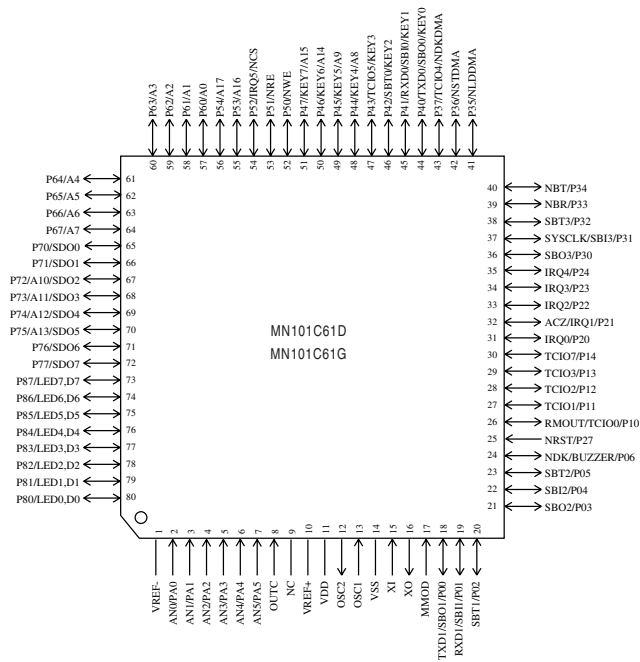 P63/A3
P62/A2
P61/A1
P60/A0
P54/A17
P53/A16
P52/IRQ5/NCS
P51/NRE
P50/NWE
P47/KEY7/A15
P46/KEY6/A14
P45/KEY5/A9
P44/KEY4/A8
P43/TCIO5/KEY3
P42/SBT0/KEY2
P41/RXD0/SBI0/KEY1
P40/TXD0/SBO0/KEY0
P37/TCIO4/NDKDMA
P36/NSTDMA
P35/NLDDMA
60
59
58
57
56
55
54
53
52
51
50
49
48
47
46
45
44
43
42
41
P64/A4 61
P65/A5 62
P66/A6 63
P67/A7 64
P70/SDO0 65
P71/SDO1 66
P72/A10/SDO2 67
P73/A11/SDO3 68
P74/A12/SDO4 69
P75/A13/SDO5 70
P76/SDO6 71
P77/SDO7 72
P87/LED7,D7 73
P86/LED6,D6 74
P85/LED5,D5 75
P84/LED4,D4 76
P83/LED3,D3 77
P82/LED2,D2 78
P81/LED1,D1 79
P80/LED0,D0 80
MN101C61D
MN101C61G
40 NBT/P34
39 NBR/P33
38 SBT3/P32
37 SYSCLK/SBI3/P31
36 SBO3/P30
35 IRQ4/P24
34 IRQ3/P23
33 IRQ2/P22
32 ACZ/IRQ1/P21
31 IRQ0/P20
30 TCIO7/P14
29 TCIO3/P13
28 TCIO2/P12
27 TCIO1/P11
26 RMOUT/TCIO0/P10
25 NRST/P27
24 NDK/BUZZER/P06
23 SBT2/P05
22 SBI2/P04
21 SBO2/P03
1
2
3
4
5
6
7
8
9
10
11
12
13
14
15
16
17
18
19
20
VREF-
AN0/PA0
AN1/PA1
AN2/PA2
AN3/PA3
AN4/PA4
AN5/PA5
OUTC
NC
VREF+
VDD
OSC2
OSC1
VSS
XI
XO
MMOD
TXD1/SBO1/P00
RXD1/SBI1/P01
SBT1/P02